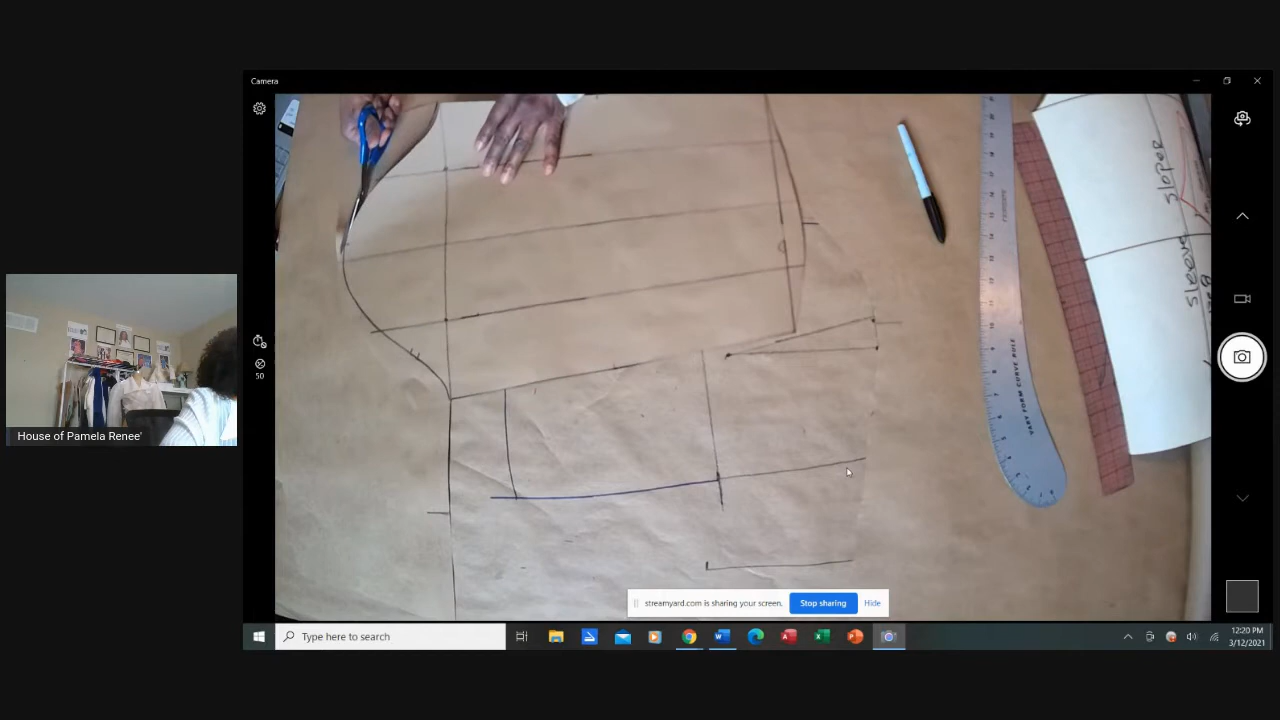 Camera
50
sleeve sloper
VARY FORM CURVE RULE
House of Pamela Renee'
streamyard.com is sharing your screen.
Stop sharing
Hide
Type here to search
12:20 PM
3/12/2021